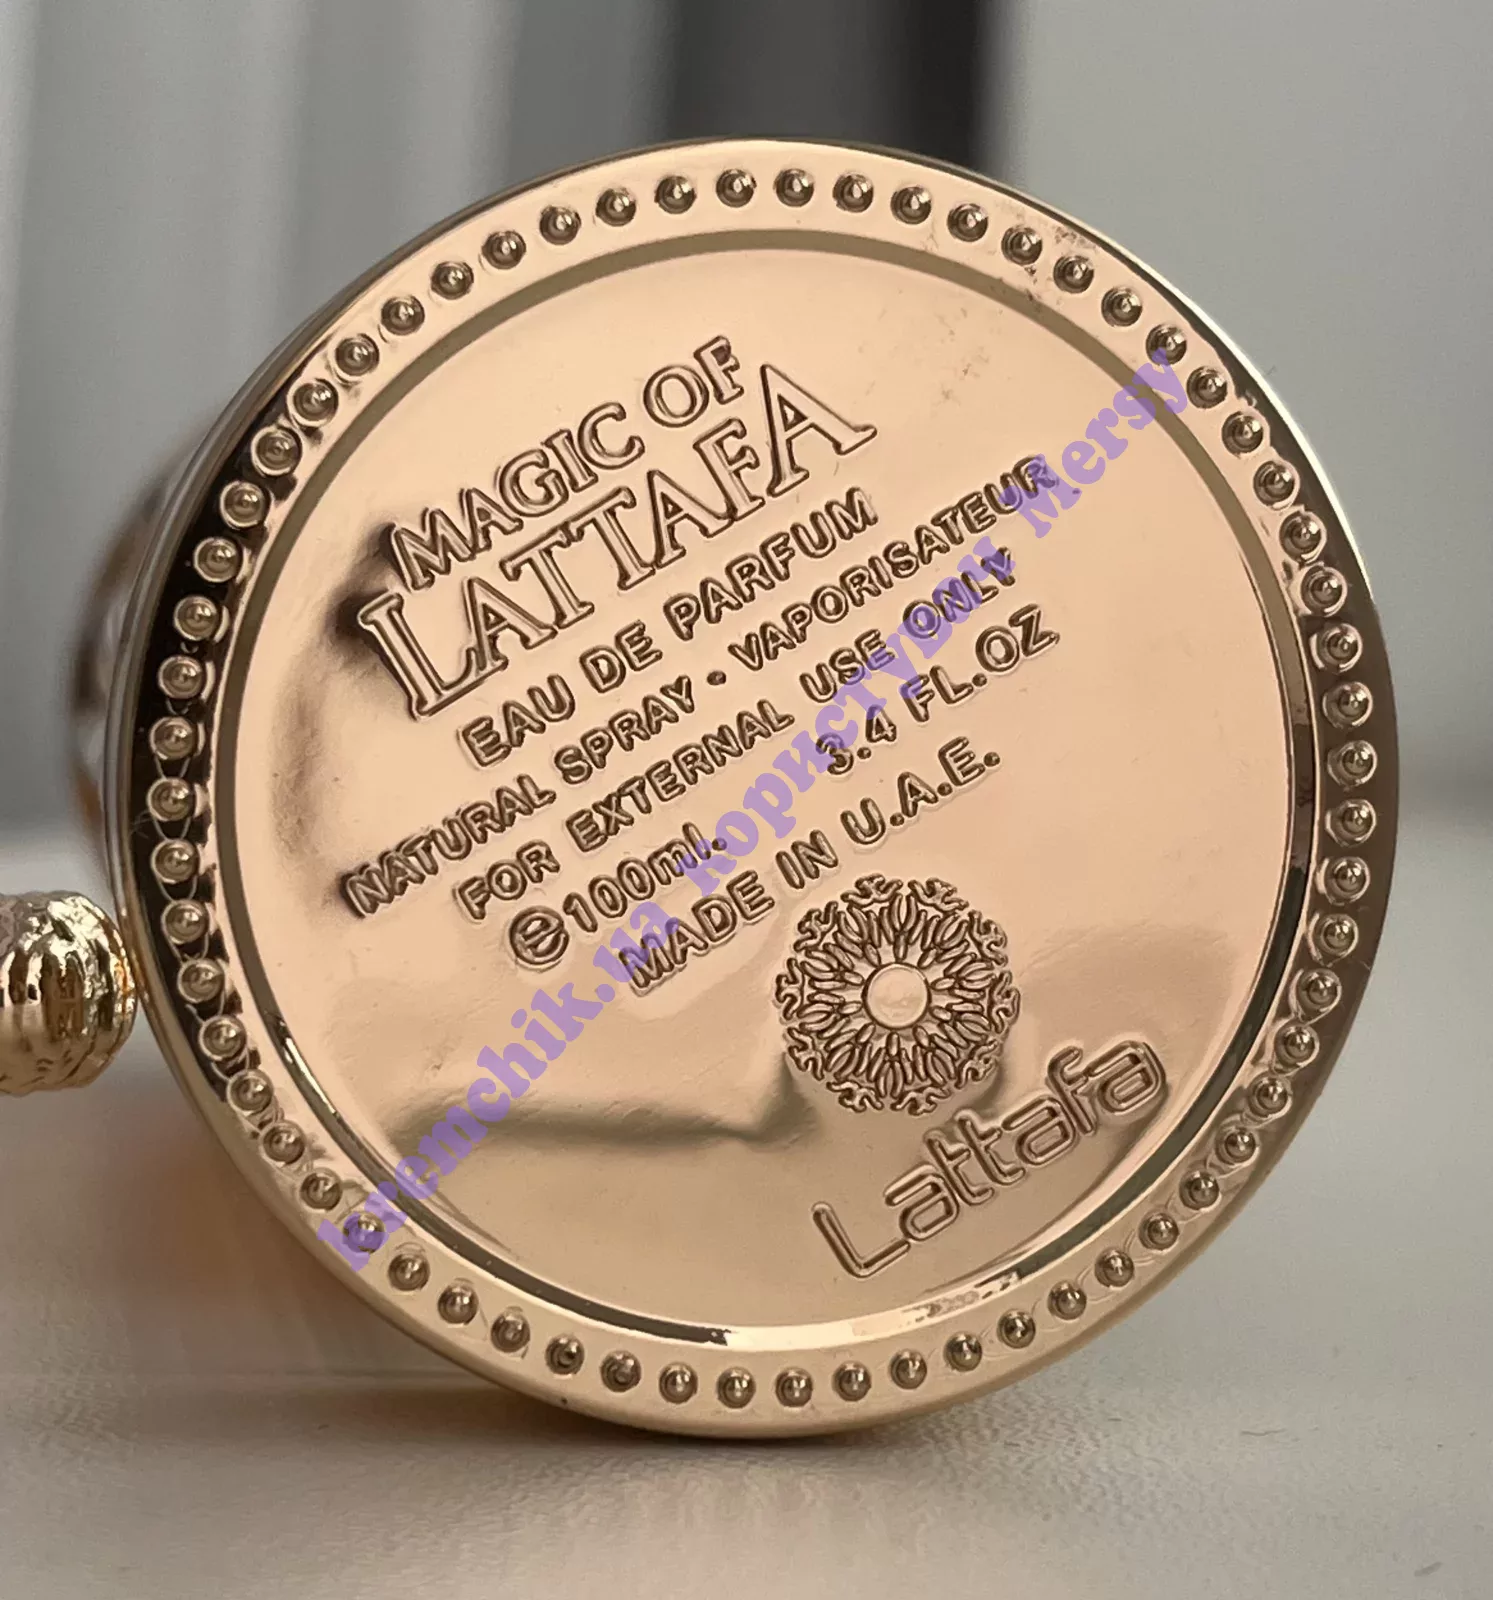 MAGIC OF
LATTAFA
EAU DE PARFUM
NATURAL SPRAY • VAPORISATEUR
FOR EXTERNAL USE ONLY
℮100ml. 3.4 FL.OZ
MADE IN U.A.E.
Lattafa
kremchik.ua користувач Mersy